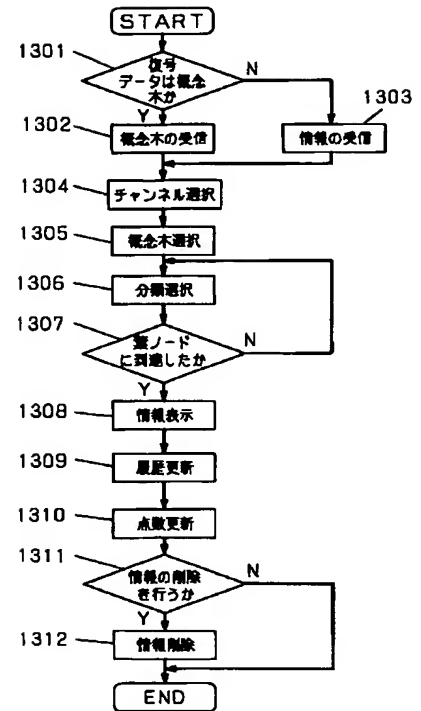 START
1301
復号
データは概念
木か
N
Y
1302
概念木の受信
1303
情報の受信
1304
チャンネル選択
1305
概念木選択
1306
分類選択
1307
葉ノード
に到達したか
N
Y
1308
情報表示
1309
履歴更新
1310
点数更新
1311
情報の削除
を行うか
N
Y
1312
情報削除
END